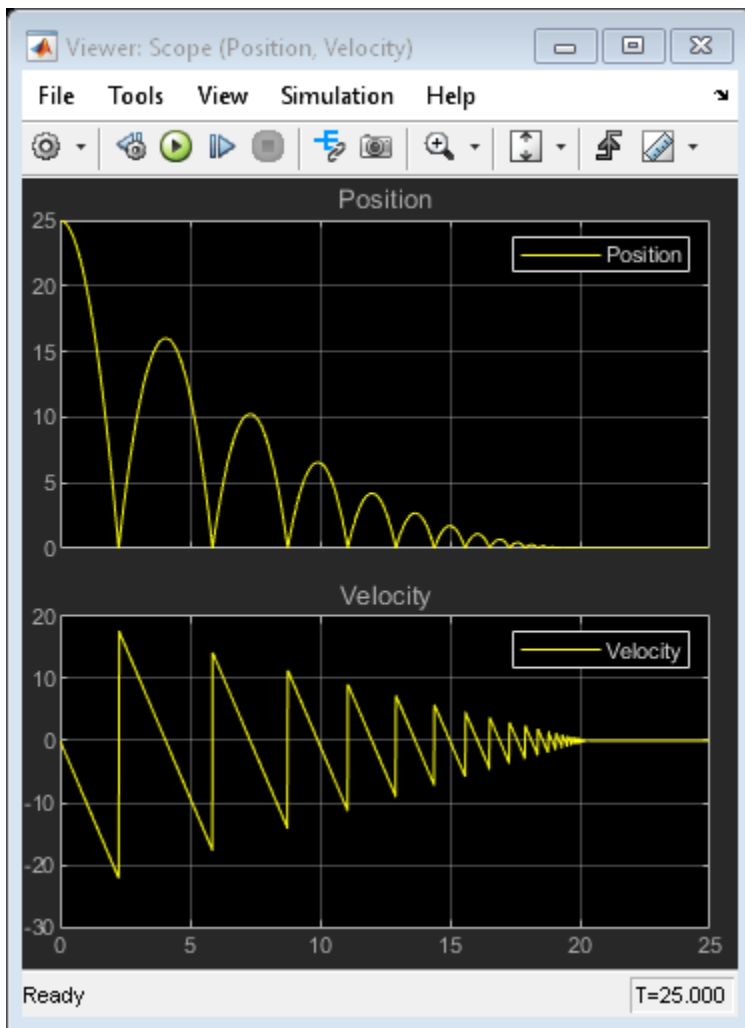 Viewer: Scope (Position, Velocity)
File Tools View Simulation Help
Position
25
Position
20
15
10
5
0
Velocity
20
Velocity
10
0
-10
-20
-30
0 5 10 15 20 25
Ready T=25.000